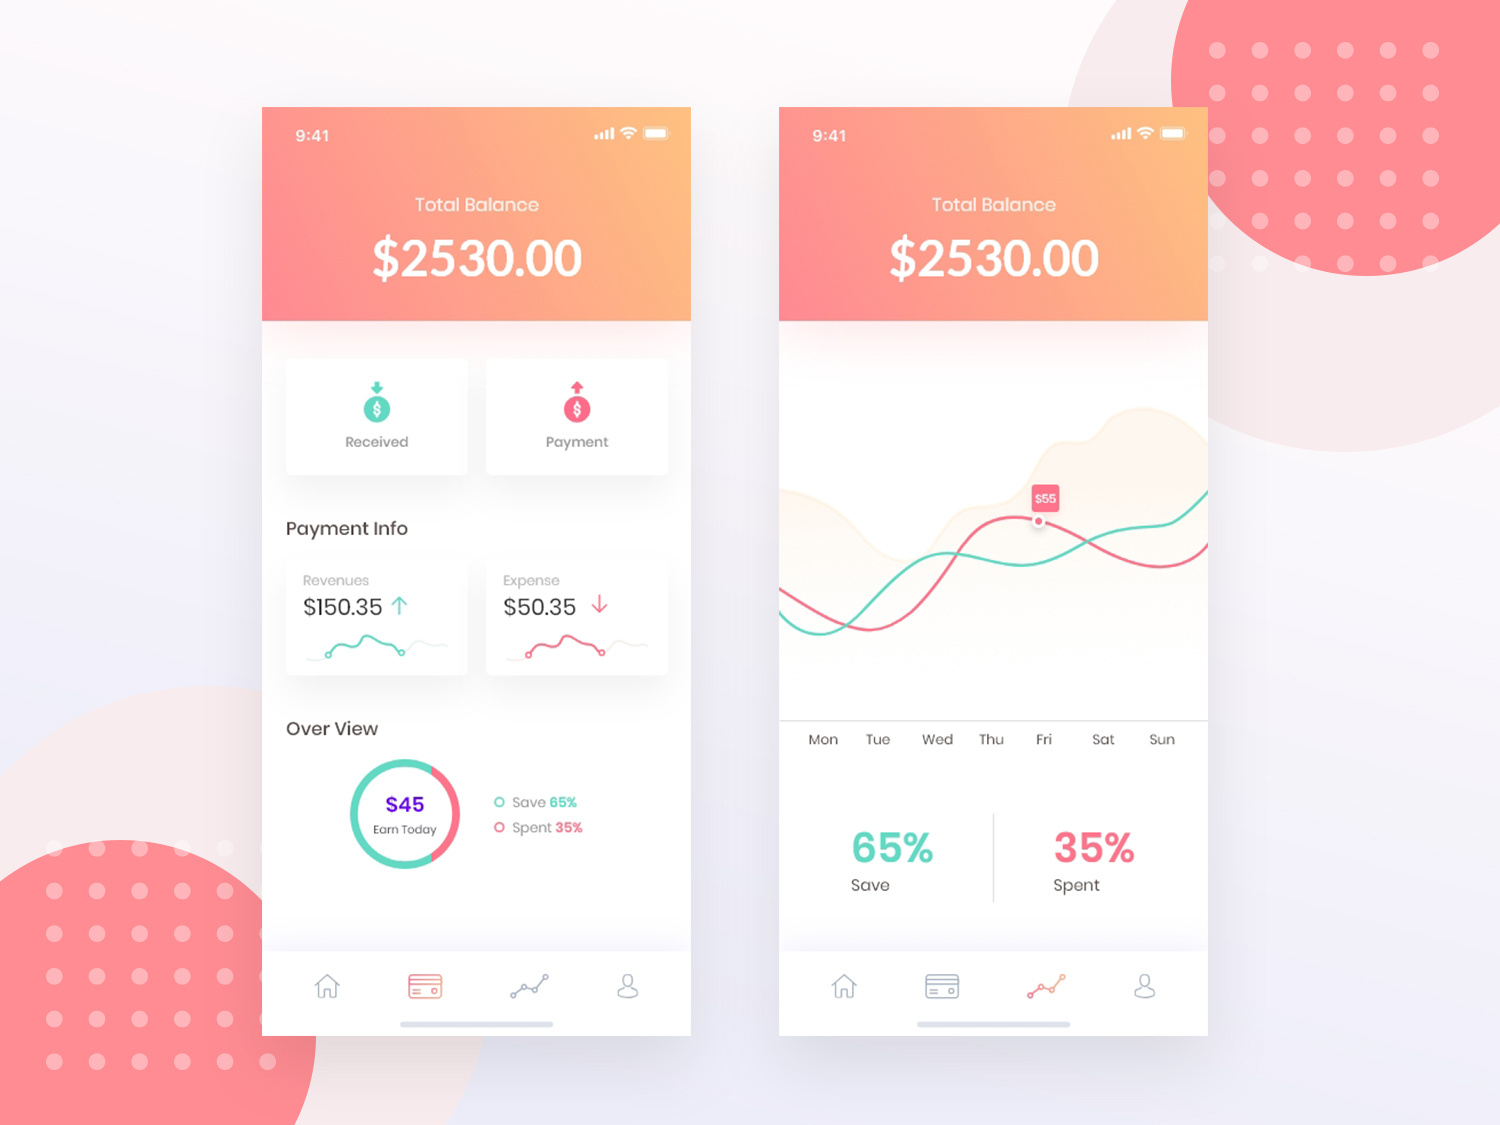 9:41
Total Balance
$2530.00
$
Received
$
Payment
Payment Info
Revenues
$150.35
Expense
$50.35
Over View
$45
Earn Today
Save 65%
Spent 35%
9:41
Total Balance
$2530.00
$55
Mon Tue Wed Thu Fri Sat Sun
65%
Save
35%
Spent